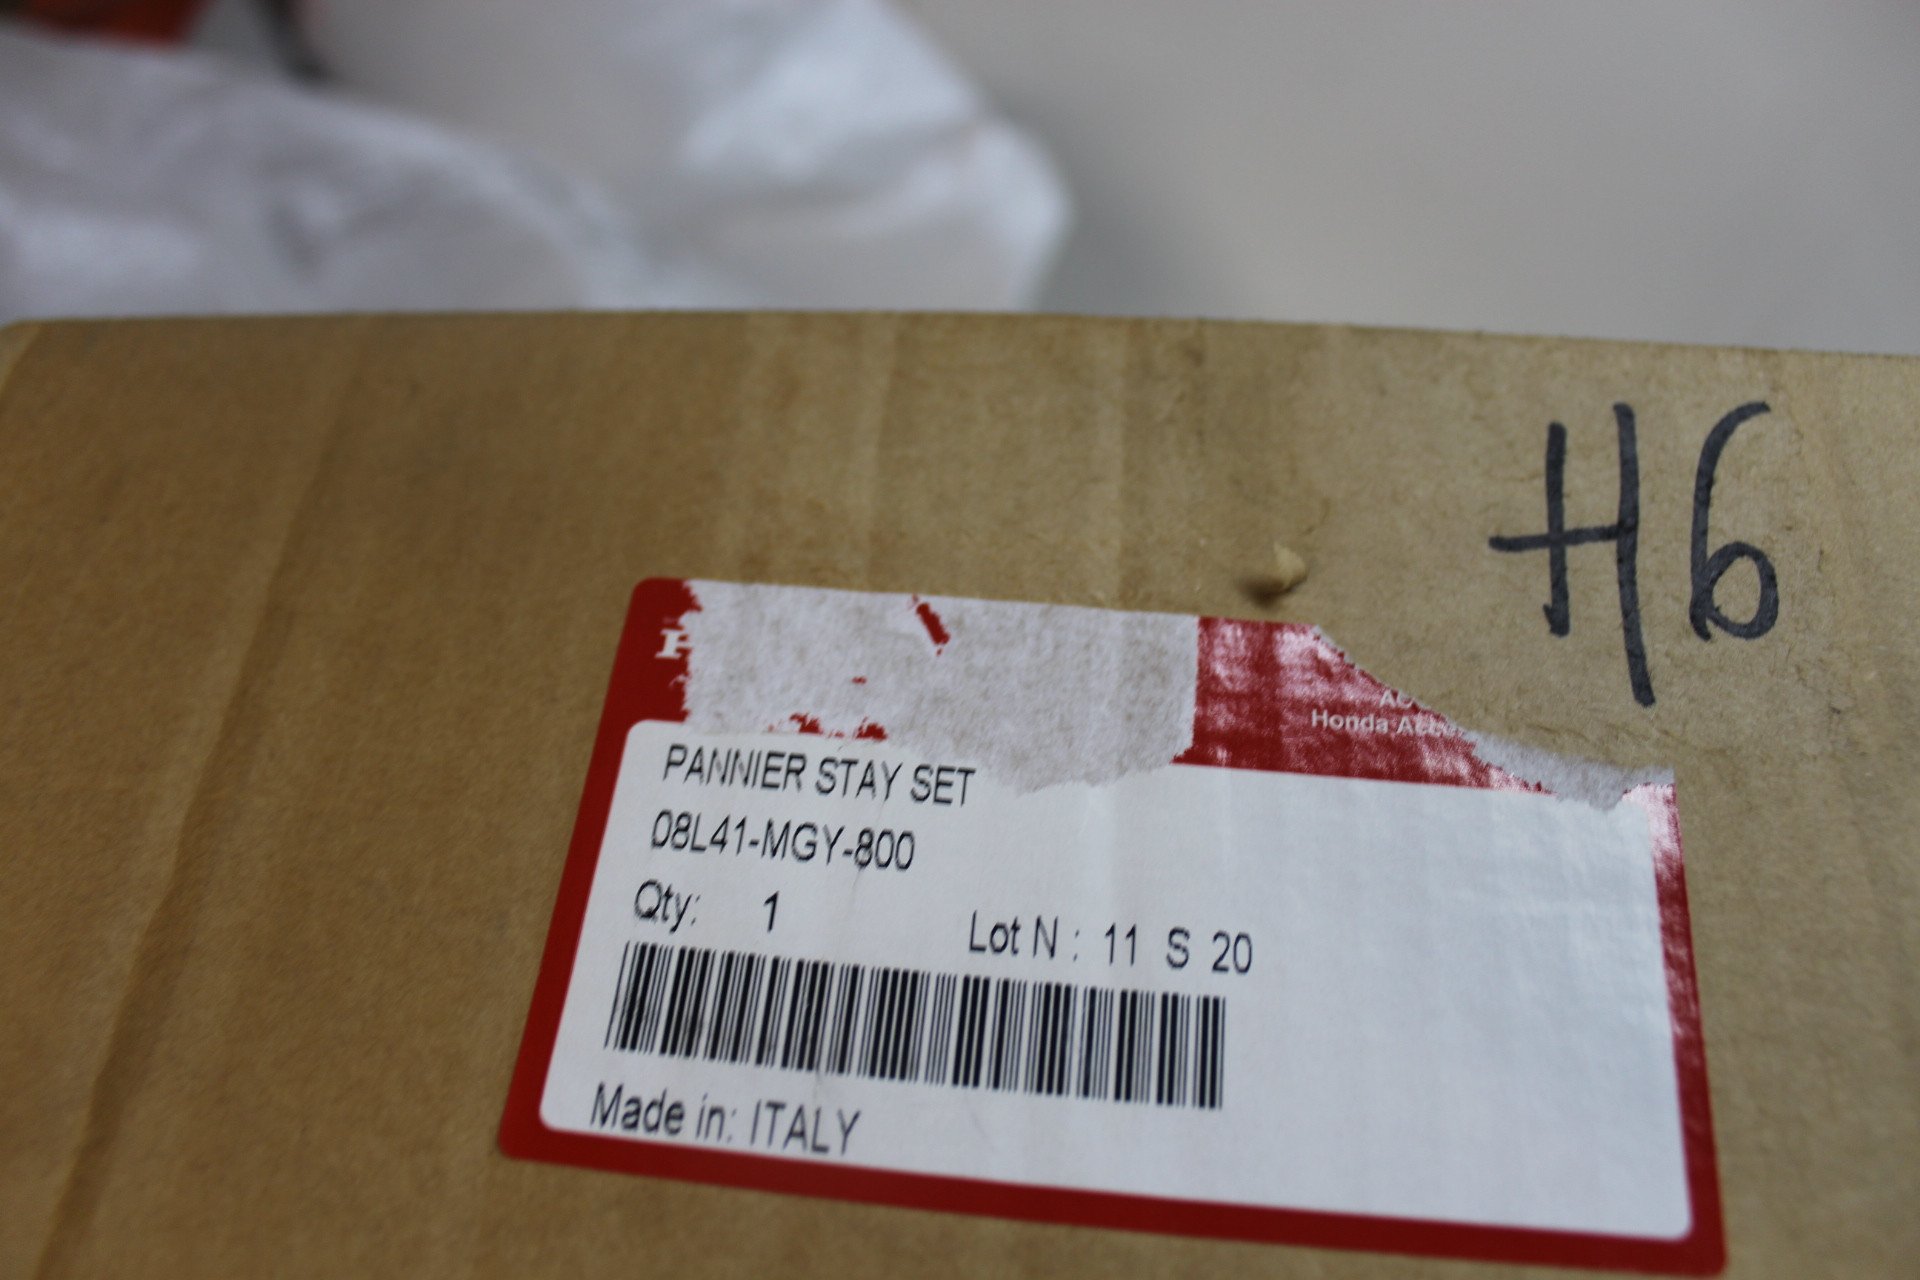 H6
Honda
PANNIER STAY SET
08L41-MGY-800
Qty: 1
Lot N : 11 S 20
Made in: ITALY